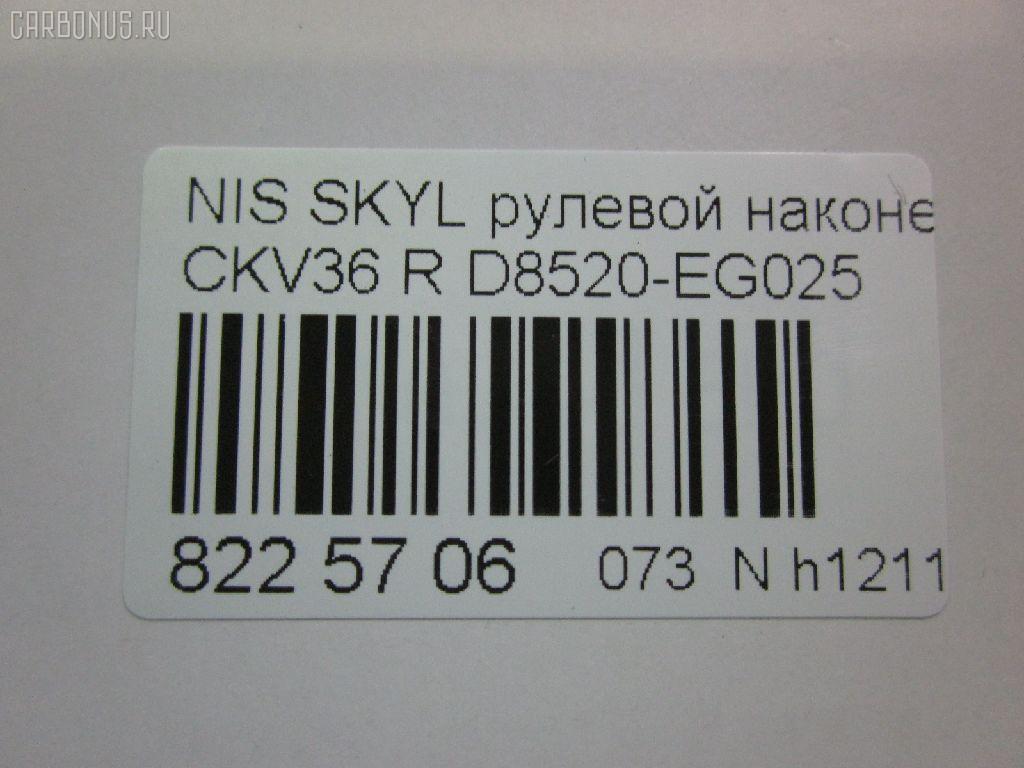 CARBONUS.RU
NIS SKYL рулевой наконе
CKV36 R D8520-EG025
822 57 06 073 N h1211